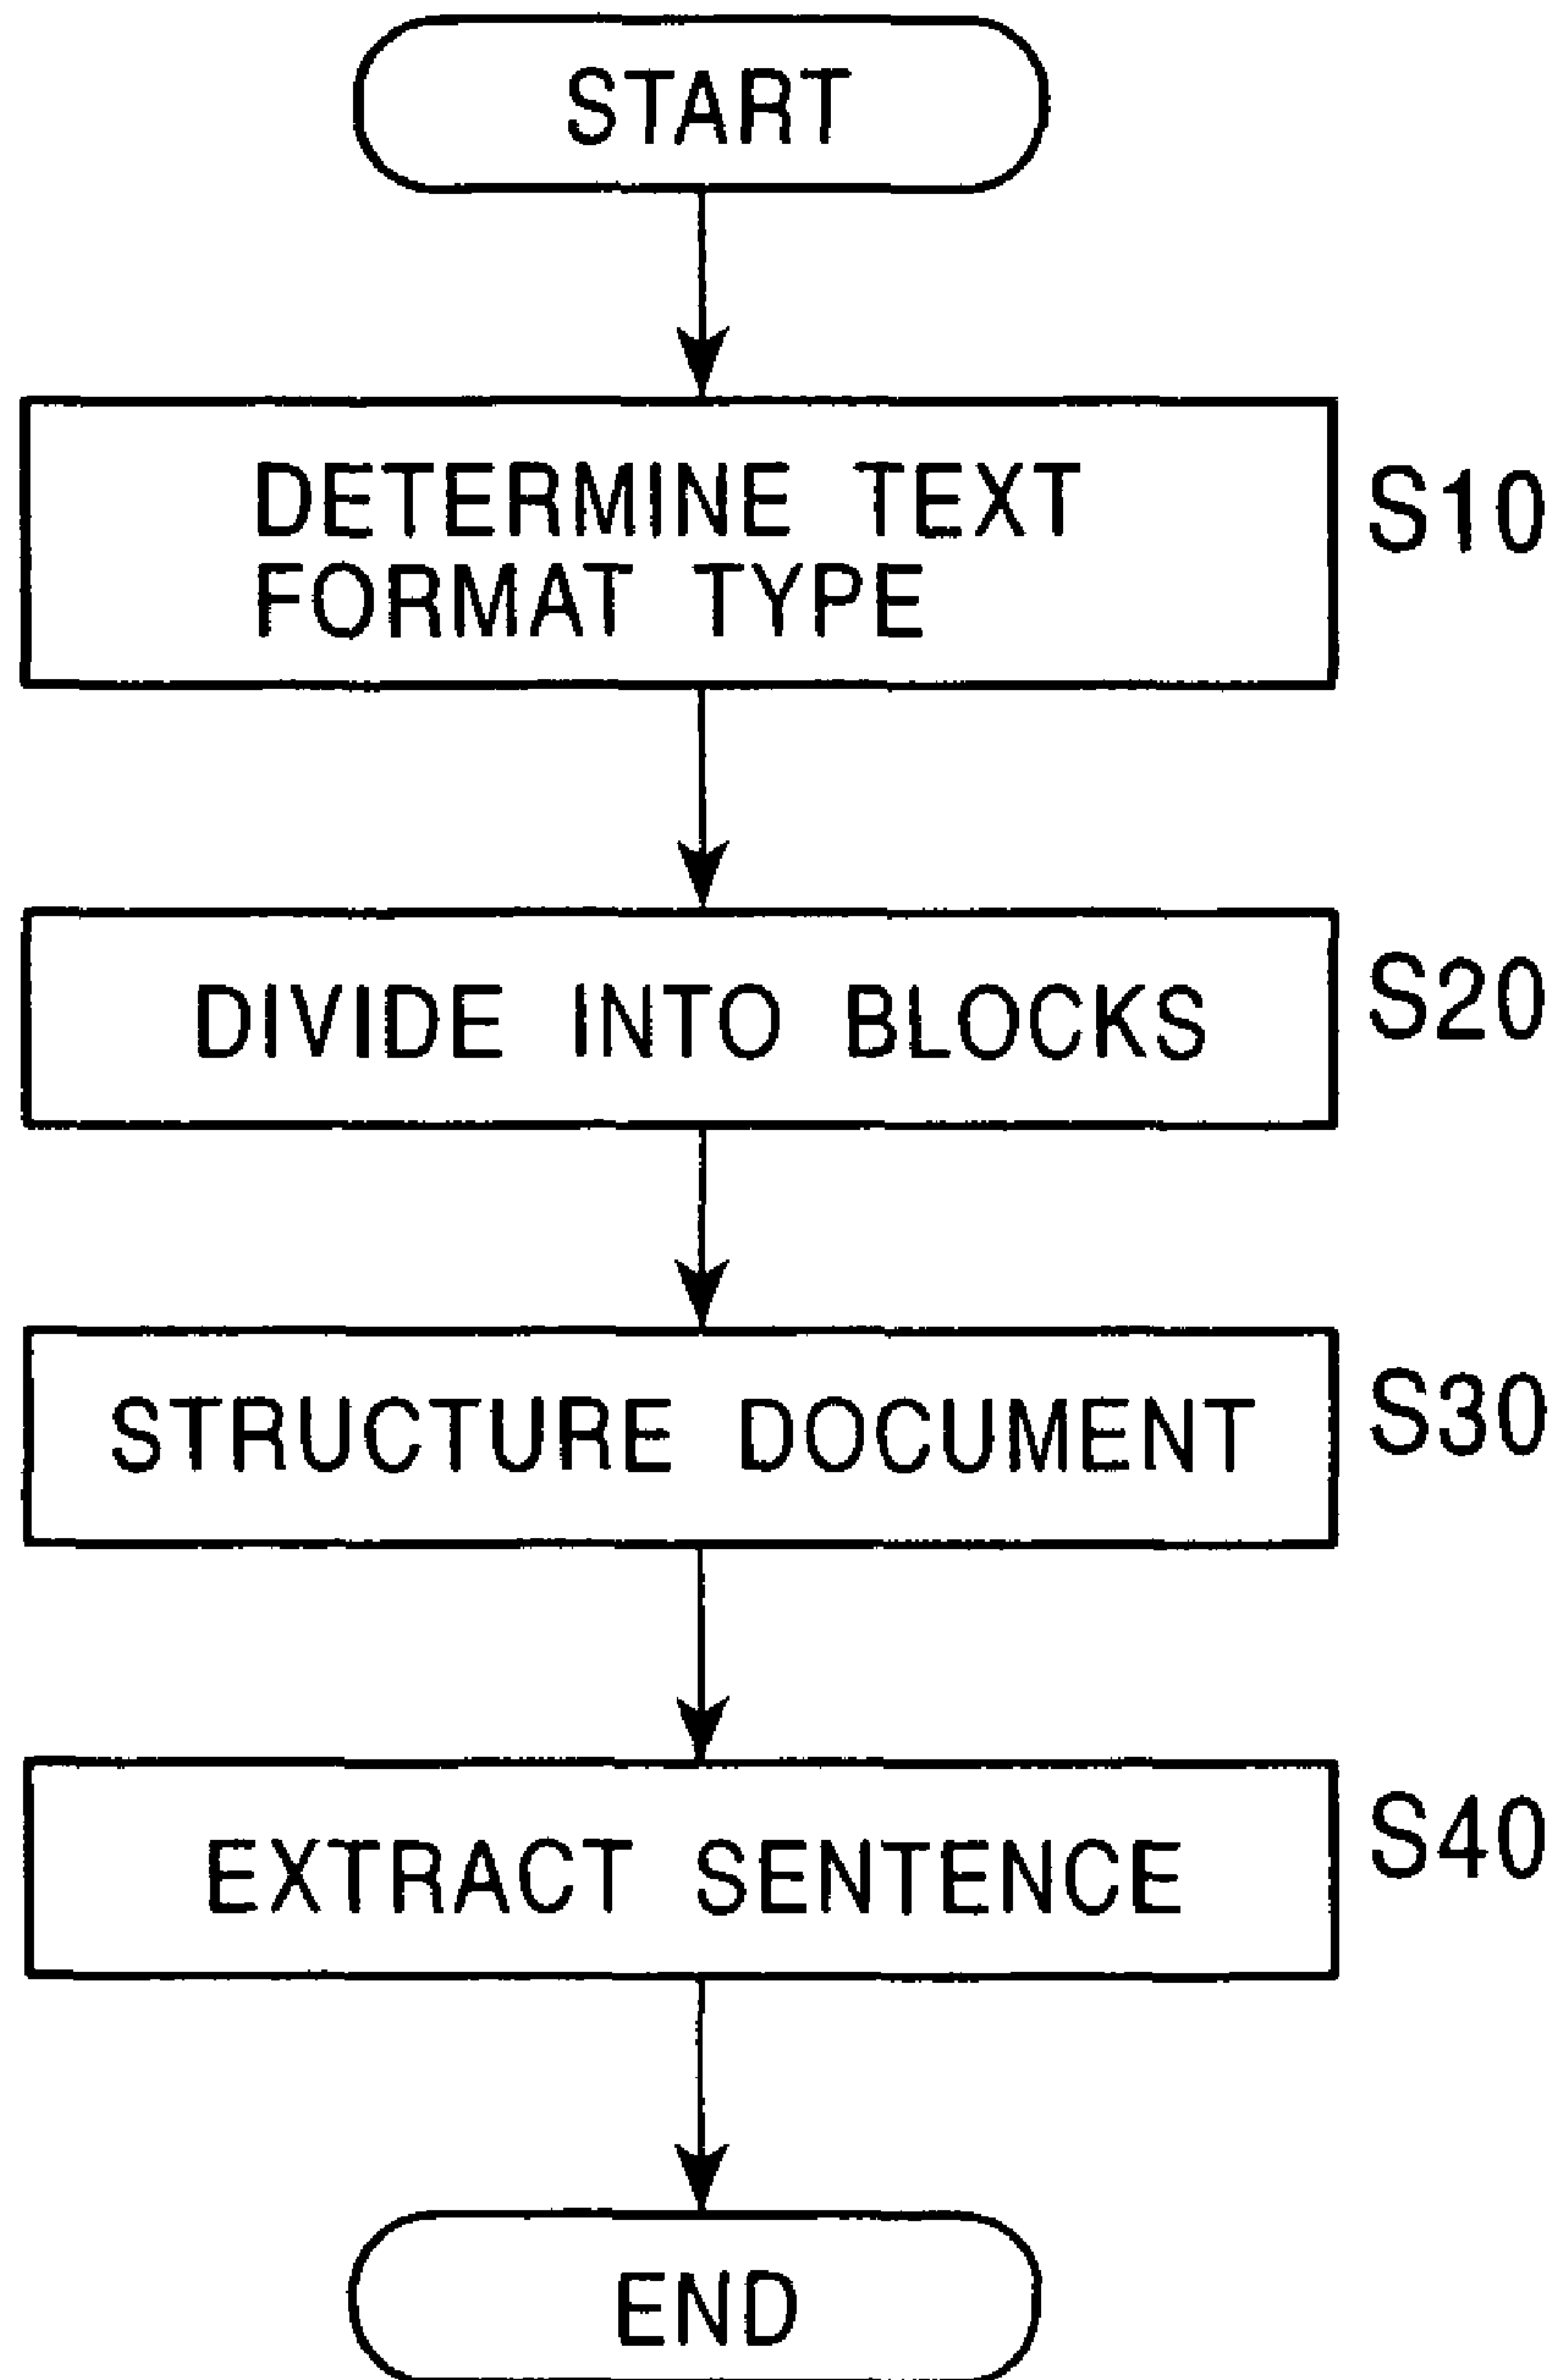 START
DETERMINE TEXT
FORMAT TYPE
S10
DIVIDE INTO BLOCKS
S20
STRUCTURE DOCUMENT
S30
EXTRACT SENTENCE
S40
END